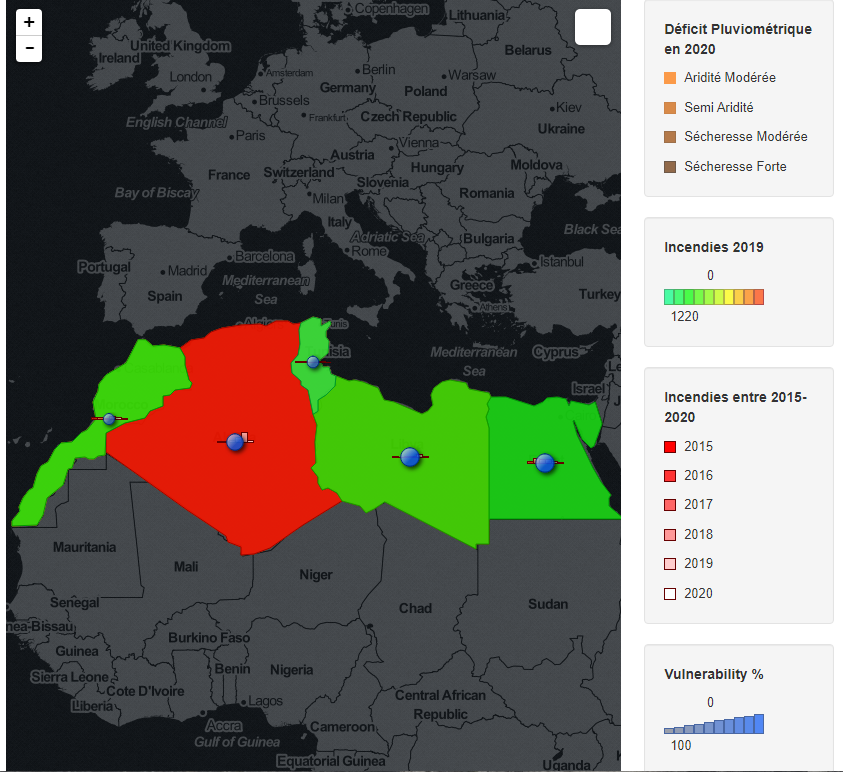 +
−
Copenhagen
Lithuania
United Kingdom
Ireland
Belarus
London
Amsterdam
Berlin
Warsaw
Germany
Poland
Brussels
Kiev
Frankfurt
Czech Republic
English Channel
Ukraine
Paris
Vienna
Austria
France
Switzerland
Hungary
Moldova
Slovenia
Bay of Biscay
Milan
Romania
Italy
Adriatic Sea
Black Sea
Bulgaria
Rome
Barcelona
Istanbul
Portugal
Madrid
Mediterranean
Sea
Spain
Greece
Turkey
Athens
Tunis
Mediterranean
Sea
Cyprus
Israel
Mauritania
Mali
Niger
Chad
Sudan
Senegal
nea-Bissau
Burkino Faso
Guinea
Benin
Nigeria
Sierra Leone
Cote D'Ivoire
Liberia
Lagos
Central African
Republic
Accra
Cameroon
Gulf of Guinea
Equatorial Guinea
Uganda
Déficit Pluviométrique
en 2020
Aridité Modérée
Semi Aridité
Sécheresse Modérée
Sécheresse Forte
Incendies 2019
0
1220
Incendies entre 2015-
2020
2015
2016
2017
2018
2019
2020
Vulnerability %
0
100